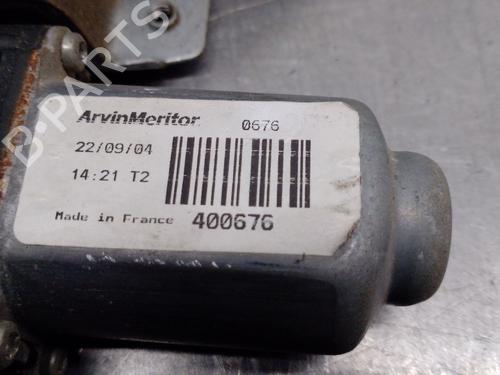 ArvinMeritor 0676
22/09/04
14:21 T2
Made in France 400676
B-PARTS